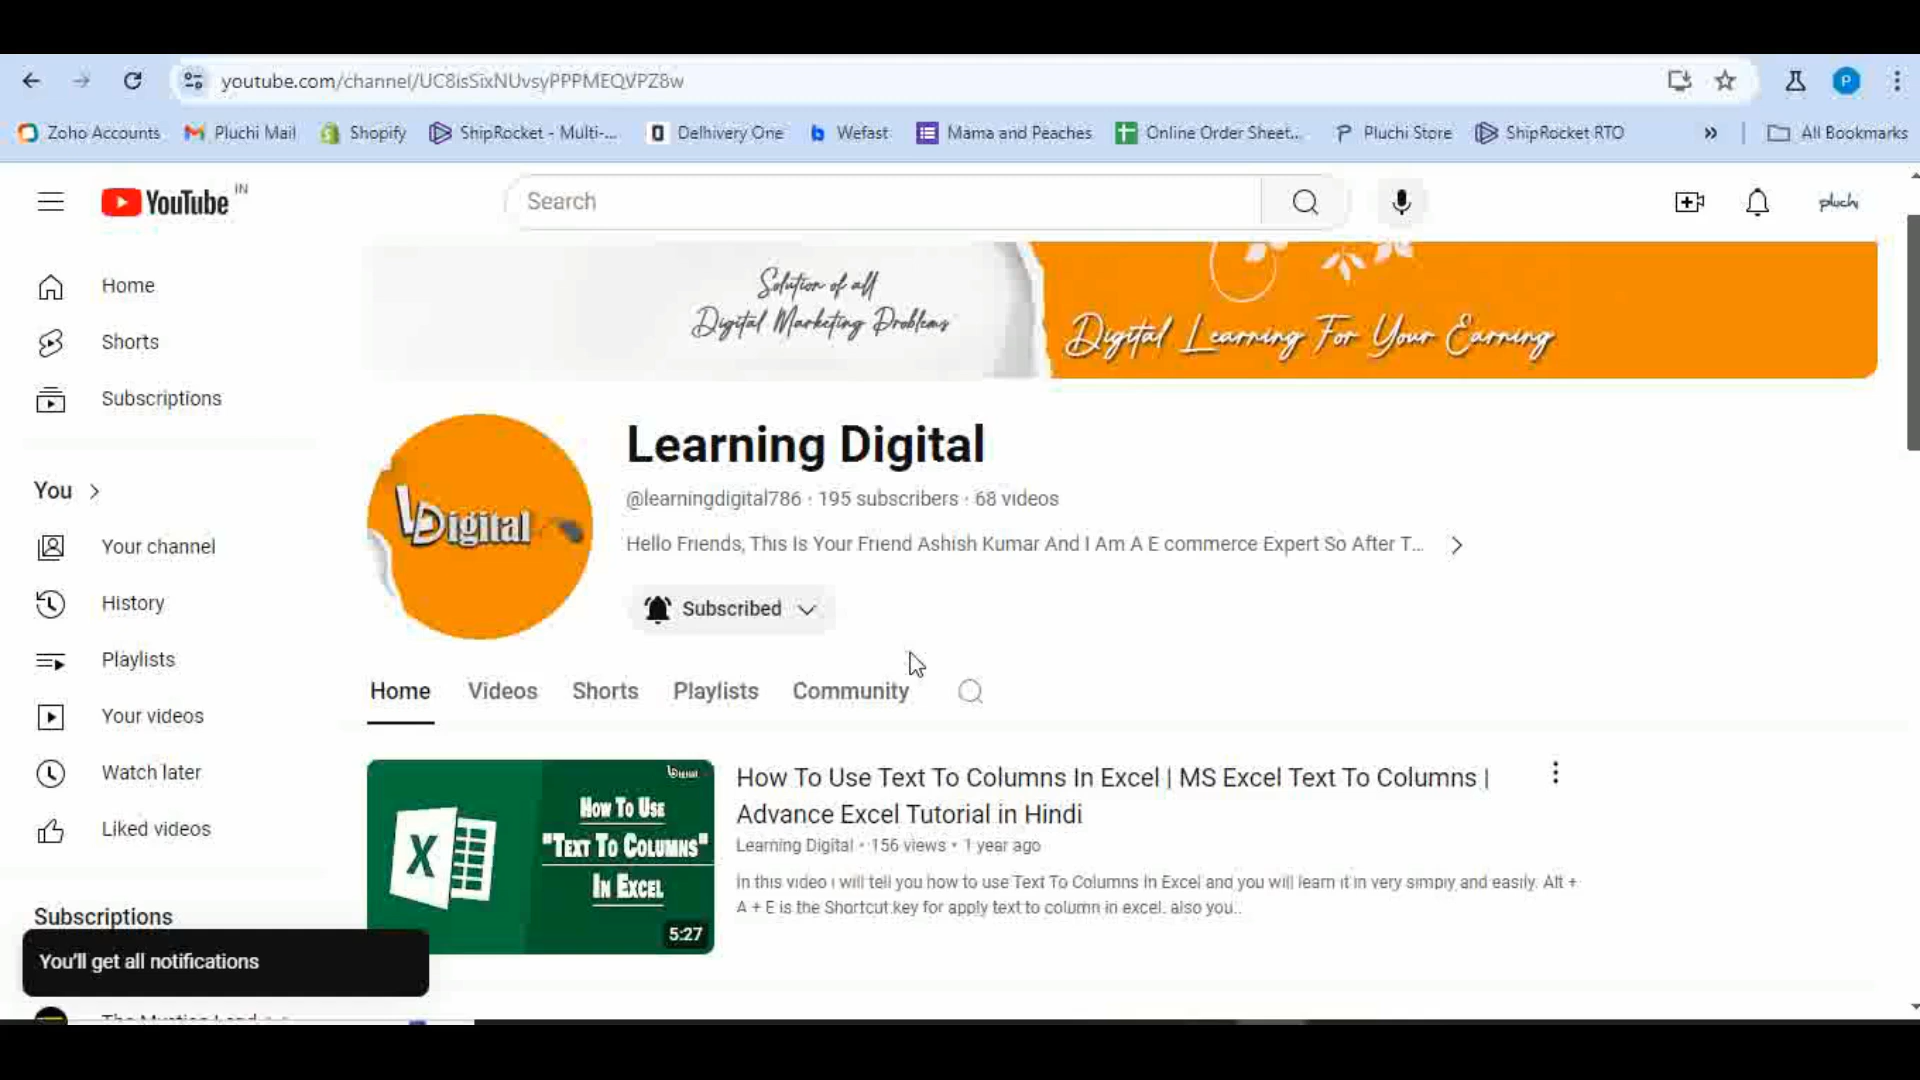 youtube.com/channel/UC8isSixNUvsyPPPMEQVPZ8w
Zoho Accounts Pluchi Mail Shopify ShipRocket - Multi-... Delhivery One Wefast Mama and Peaches Online Order Sheet... Pluchi Store ShipRocket RTO » All Bookmarks
P
YouTube IN
Search
pluchi
Home
Shorts
Subscriptions
You
Your channel
History
Playlists
Your videos
Watch later
Liked videos
Subscriptions
You'll get all notifications
Solution of all
Digital Marketing Problems
Digital Learning For Your Earning
LDigital
Learning Digital
@learningdigital786 · 195 subscribers · 68 videos
Hello Friends, This Is Your Friend Ashish Kumar And I Am A E commerce Expert So After T...
Subscribed
Home Videos Shorts Playlists Community
How To Use
"Text To Columns"
In Excel
X
5:27
How To Use Text To Columns In Excel | MS Excel Text To Columns |
Advance Excel Tutorial in Hindi
Learning Digital • 156 views • 1 year ago
In this video i will tell you how to use Text To Columns In Excel and you will learn it in very simply and easily. Alt +
A + E is the Shortcut key for apply text to column in excel. also you..